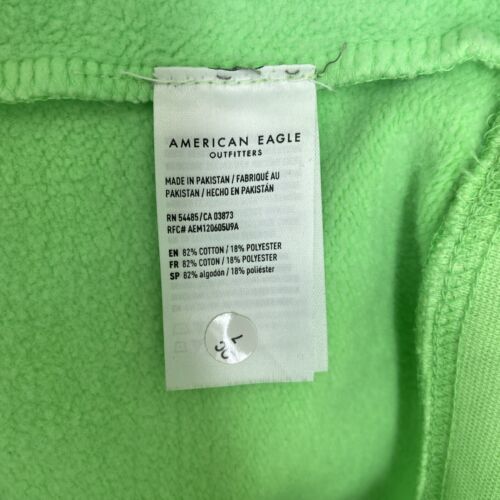 AMERICAN EAGLE
OUTFITTERS
MADE IN PAKISTAN / FABRIQUÉ AU
PAKISTAN / HECHO EN PAKISTÁN
RN 54485/CA 03873
RFC# AEM120605U9A
EN 82% COTTON / 18% POLYESTER
FR 82% COTON / 18% POLYESTER
SP 82% algodón / 18% poliéster